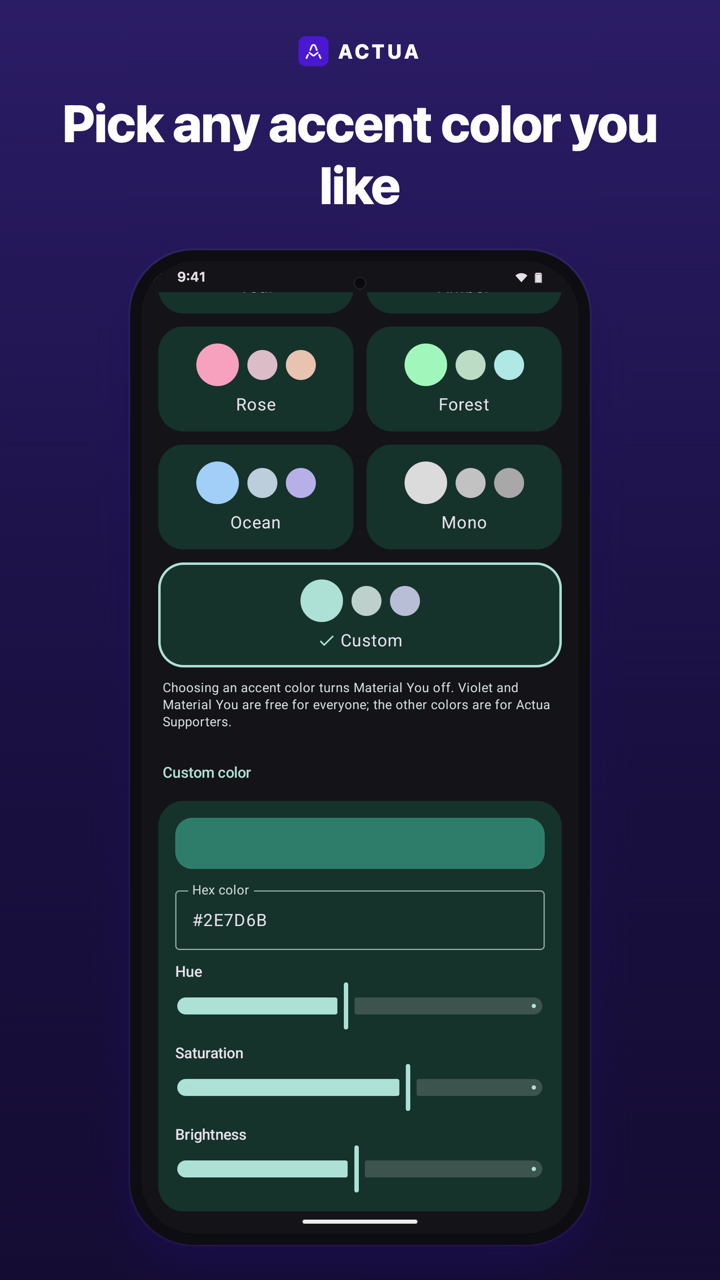 ACTUA
Pick any accent color you
like
9:41
Rose
Forest
Ocean
Mono
Custom
Choosing an accent color turns Material You off. Violet and
Material You are free for everyone; the other colors are for Actua
Supporters.
Custom color
Hex color
#2E7D6B
Hue
Saturation
Brightness